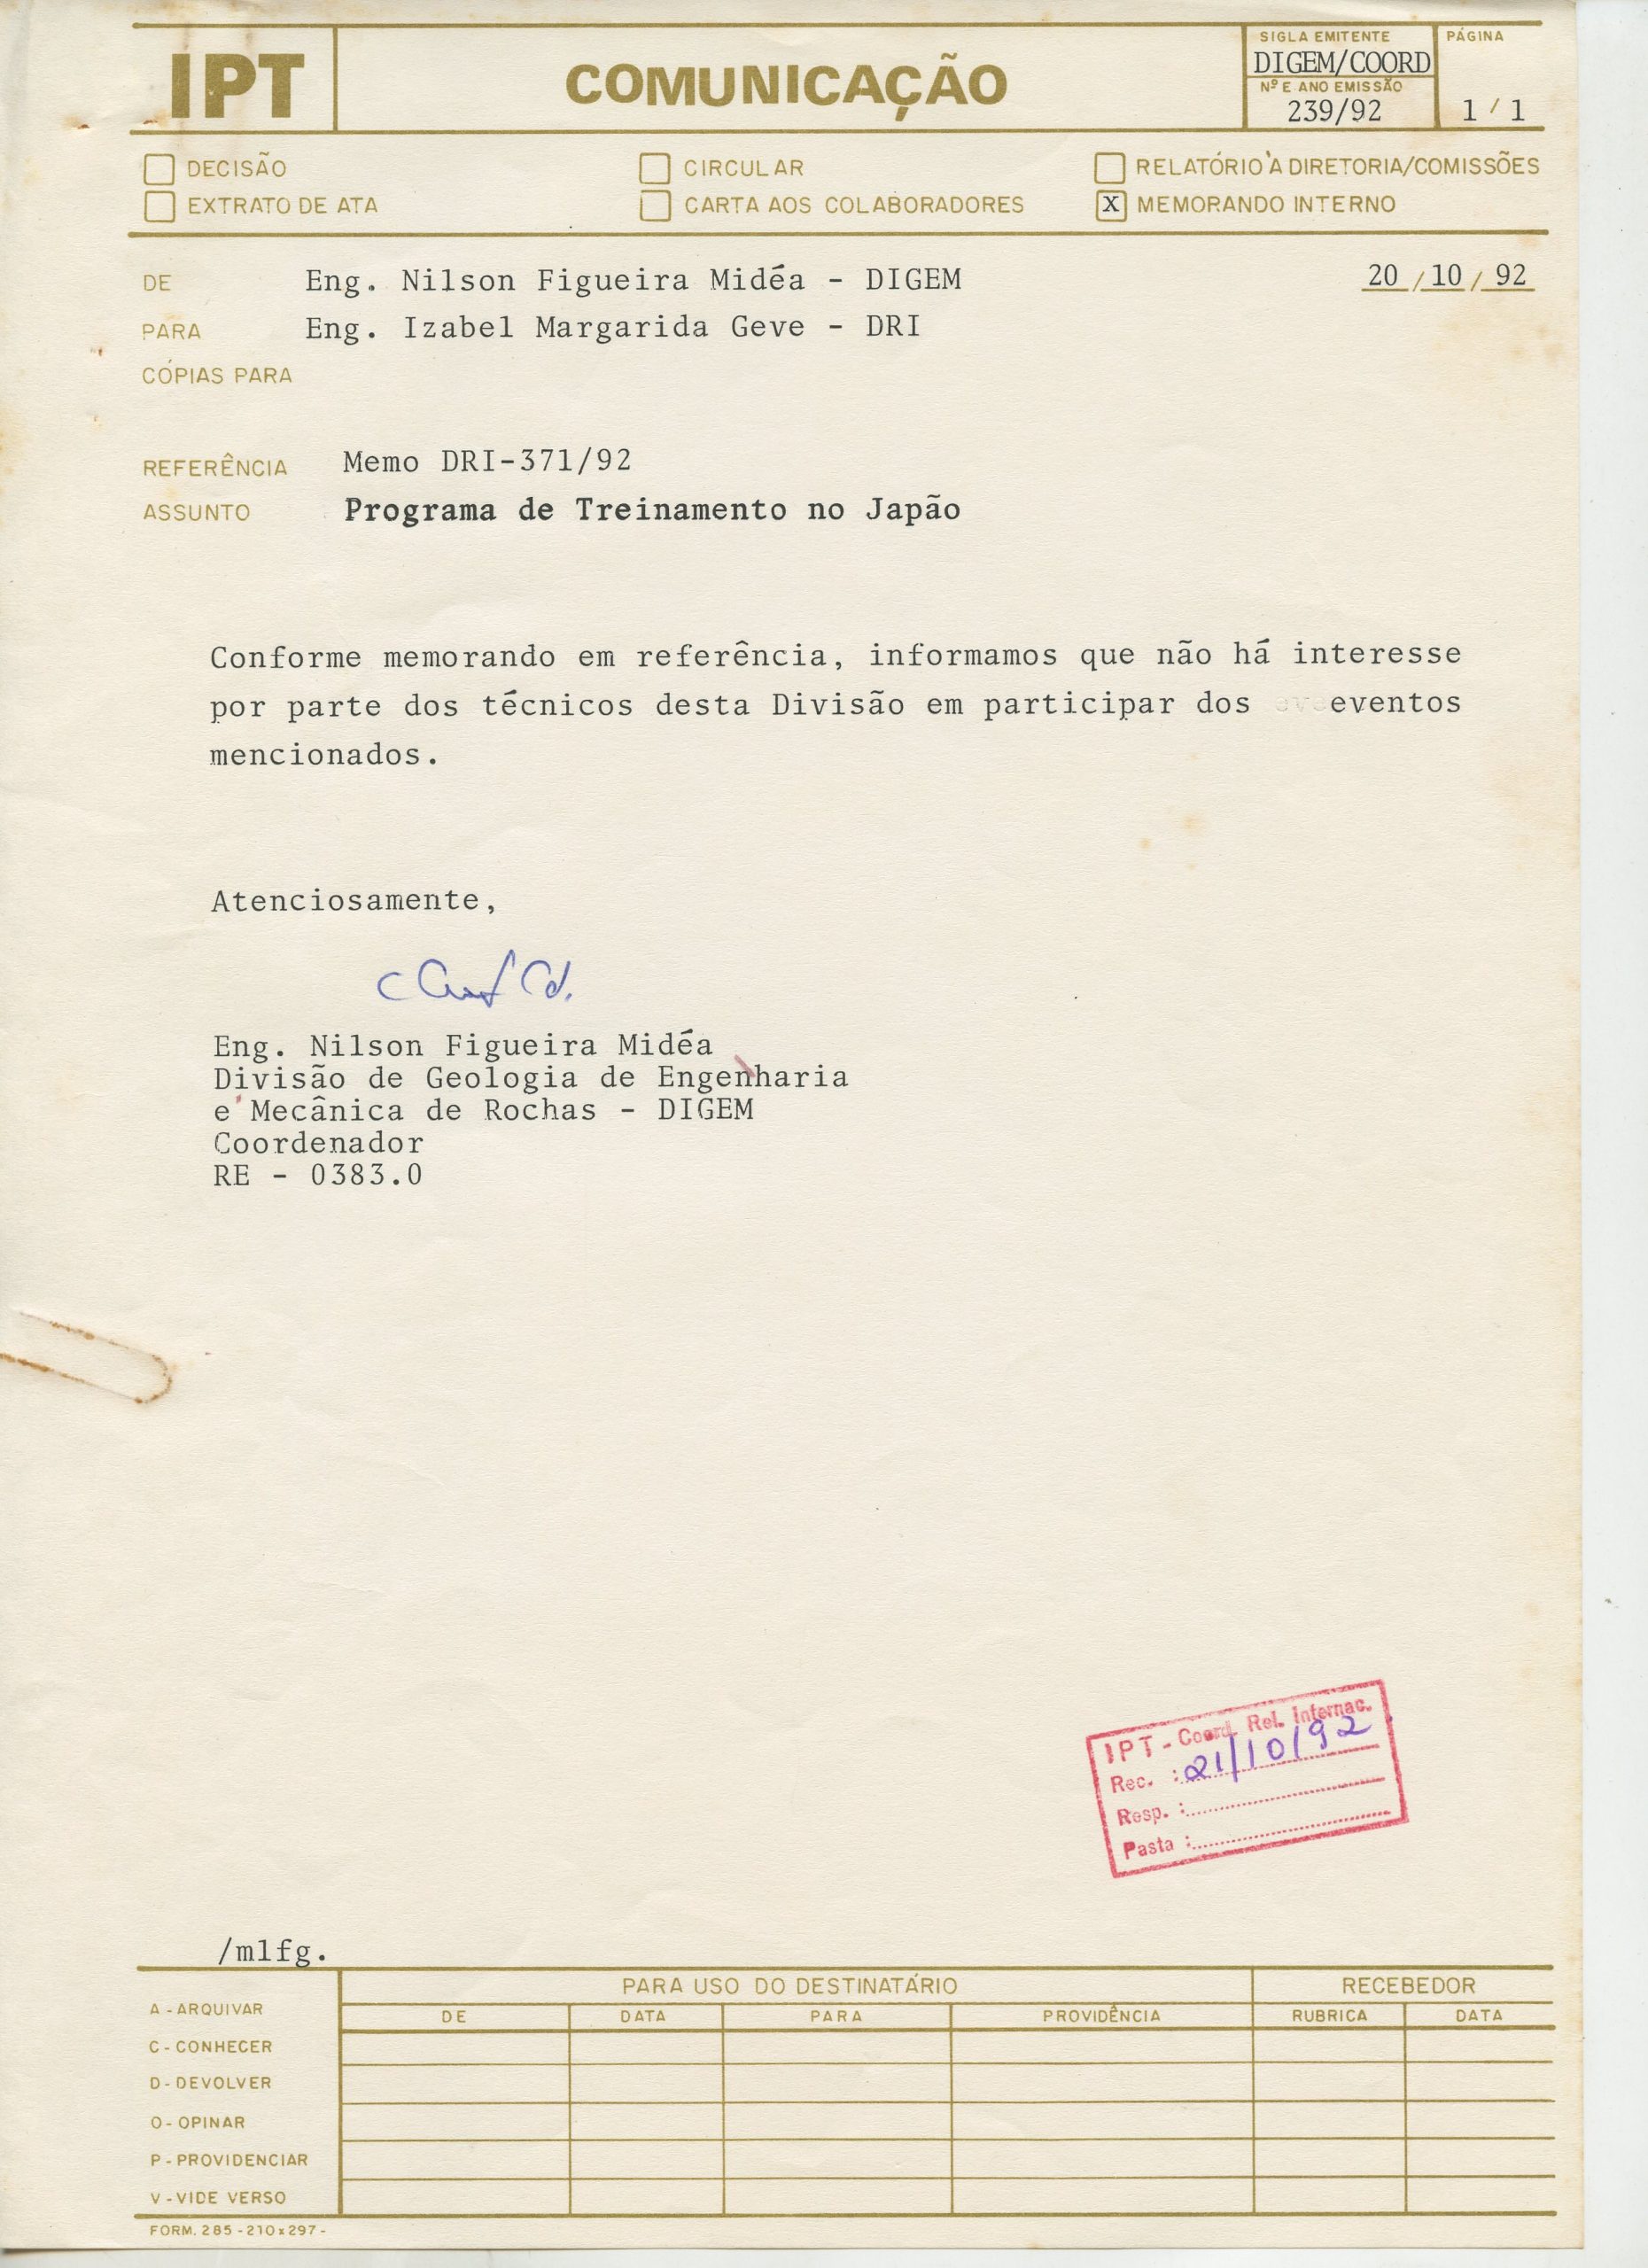 IPT
COMUNICAÇÃO
SIGLA EMITENTE
DIGEM/COORD
Nº E ANO EMISSÃO
239/92
PÁGINA
1 / 1
DECISÃO
CIRCULAR
RELATÓRIO À DIRETORIA/COMISSÕES
EXTRATO DE ATA
CARTA AOS COLABORADORES
X MEMORANDO INTERNO
DE Eng. Nilson Figueira Midéa - DIGEM 20 / 10 / 92
PARA Eng. Izabel Margarida Geve - DRI
CÓPIAS PARA
REFERÊNCIA Memo DRI-371/92
ASSUNTO Programa de Treinamento no Japão
Conforme memorando em referência, informamos que não há interesse
por parte dos técnicos desta Divisão em participar dos eventos
mencionados.
Atenciosamente,
Eng. Nilson Figueira Midéa
Divisão de Geologia de Engenharia
e Mecânica de Rochas - DIGEM
Coordenador
RE - 0383.0
IPT - Coord. Rel. Internac.
Rec. : 21/10/92
Resp. :
Pasta :
/mlfg.
PARA USO DO DESTINATÁRIO
RECEBEDOR
DE DATA PARA PROVIDÊNCIA RUBRICA DATA
A - ARQUIVAR
C - CONHECER
D - DEVOLVER
O - OPINAR
P - PROVIDENCIAR
V - VIDE VERSO
FORM. 285 - 210x297 -